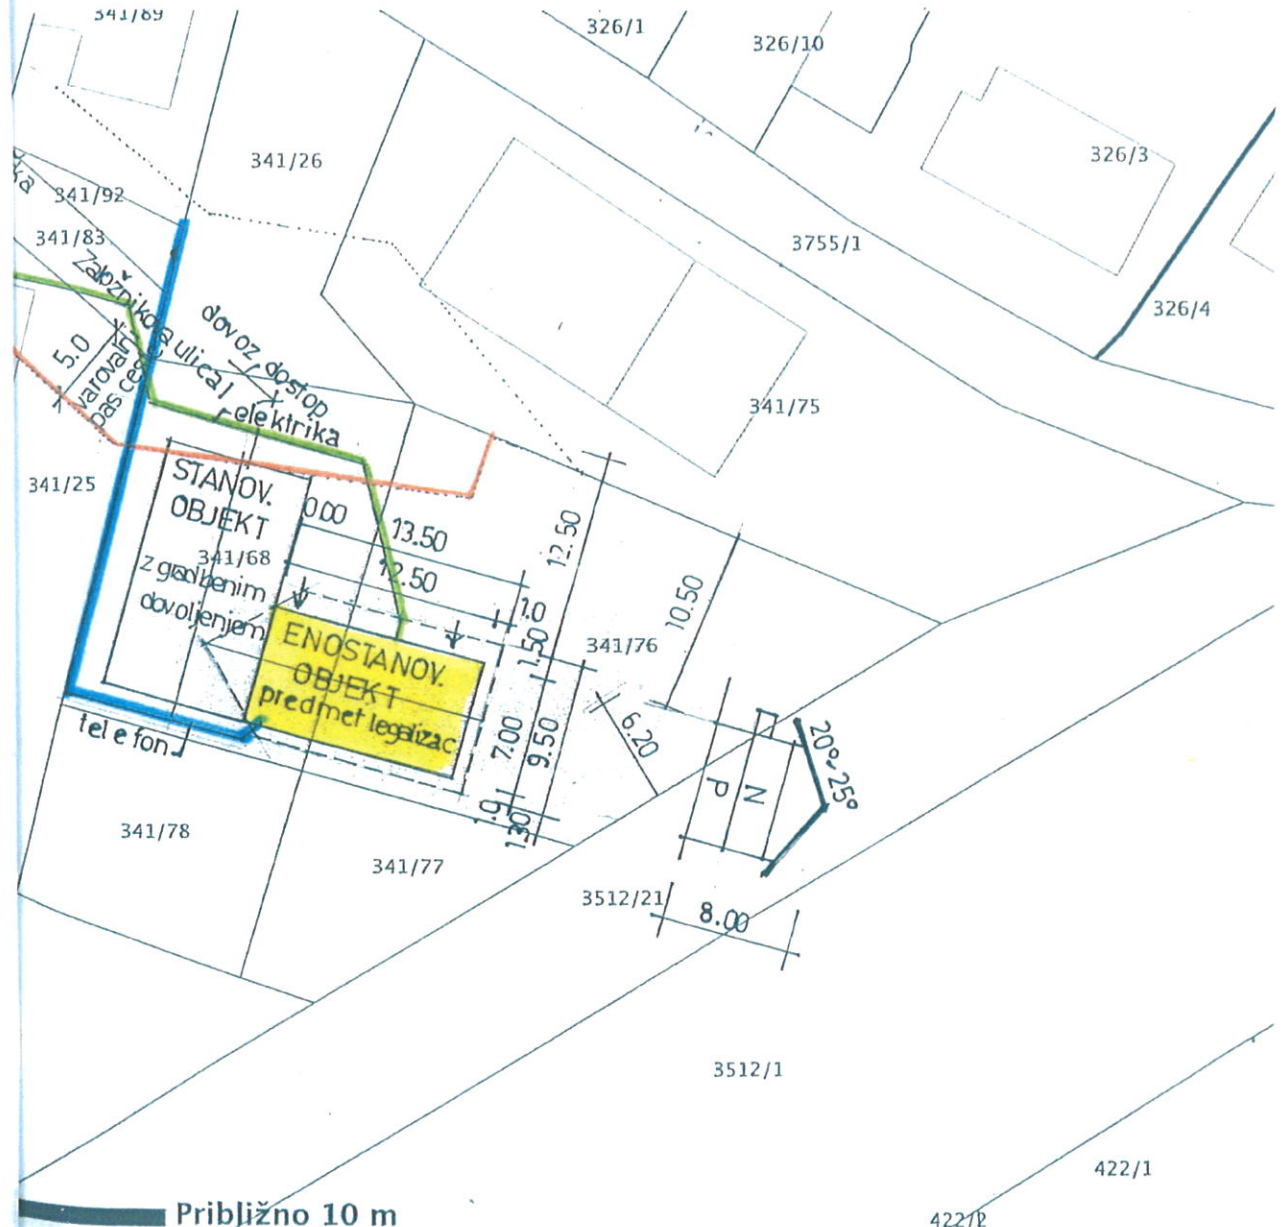 341/89
326/1
326/10
326/3
341/26
341/92
341/83
3755/1
326/4
Založnikova ulica
dovoz, dostop
5.0
varovalni
pas ceste
elektrika
341/75
341/25
STANOV.
OBJEKT
341/68
z gradbenim
dovoljenjem
0.00
13.50
12.50
1.0
12.50
10.50
341/76
1.50
ENOSTANOV.
OBJEKT
predmet legalizac.
7.00
9.50
6.20
20°-25°
P
N
telefon
1.0
341/78
341/77
3512/21
8.00
3512/1
422/1
422/2
Približno 10 m